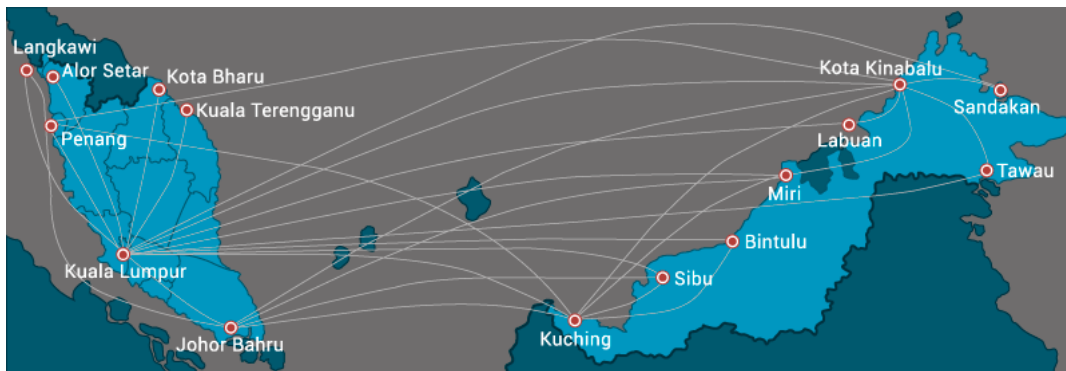 Langkawi
Alor Setar
Kota Bharu
Kuala Terengganu
Penang
Kuala Lumpur
Johor Bahru
Kota Kinabalu
Sandakan
Labuan
Tawau
Miri
Bintulu
Sibu
Kuching